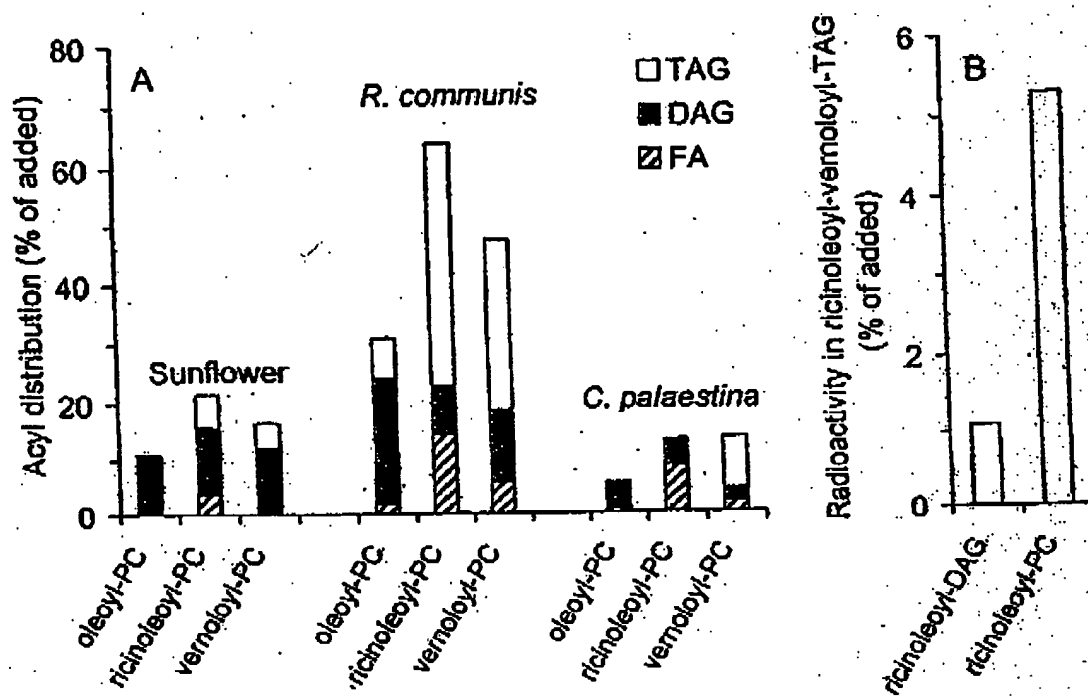 A
B
Acyl distribution (% of added)
80
60
40
20
0
Sunflower
R. communis
C. palaestina
TAG
DAG
FA
oleoyl-PC
ricinoleoyl-PC
vernoloyl-PC
oleoyl-PC
ricinoleoyl-PC
vernoloyl-PC
oleoyl-PC
ricinoleoyl-PC
vernoloyl-PC
Radioactivity in ricinoleoyl-vernoloyl-TAG
(% of added)
6
4
2
0
ricinoleoyl-DAG
ricinoleoyl-PC